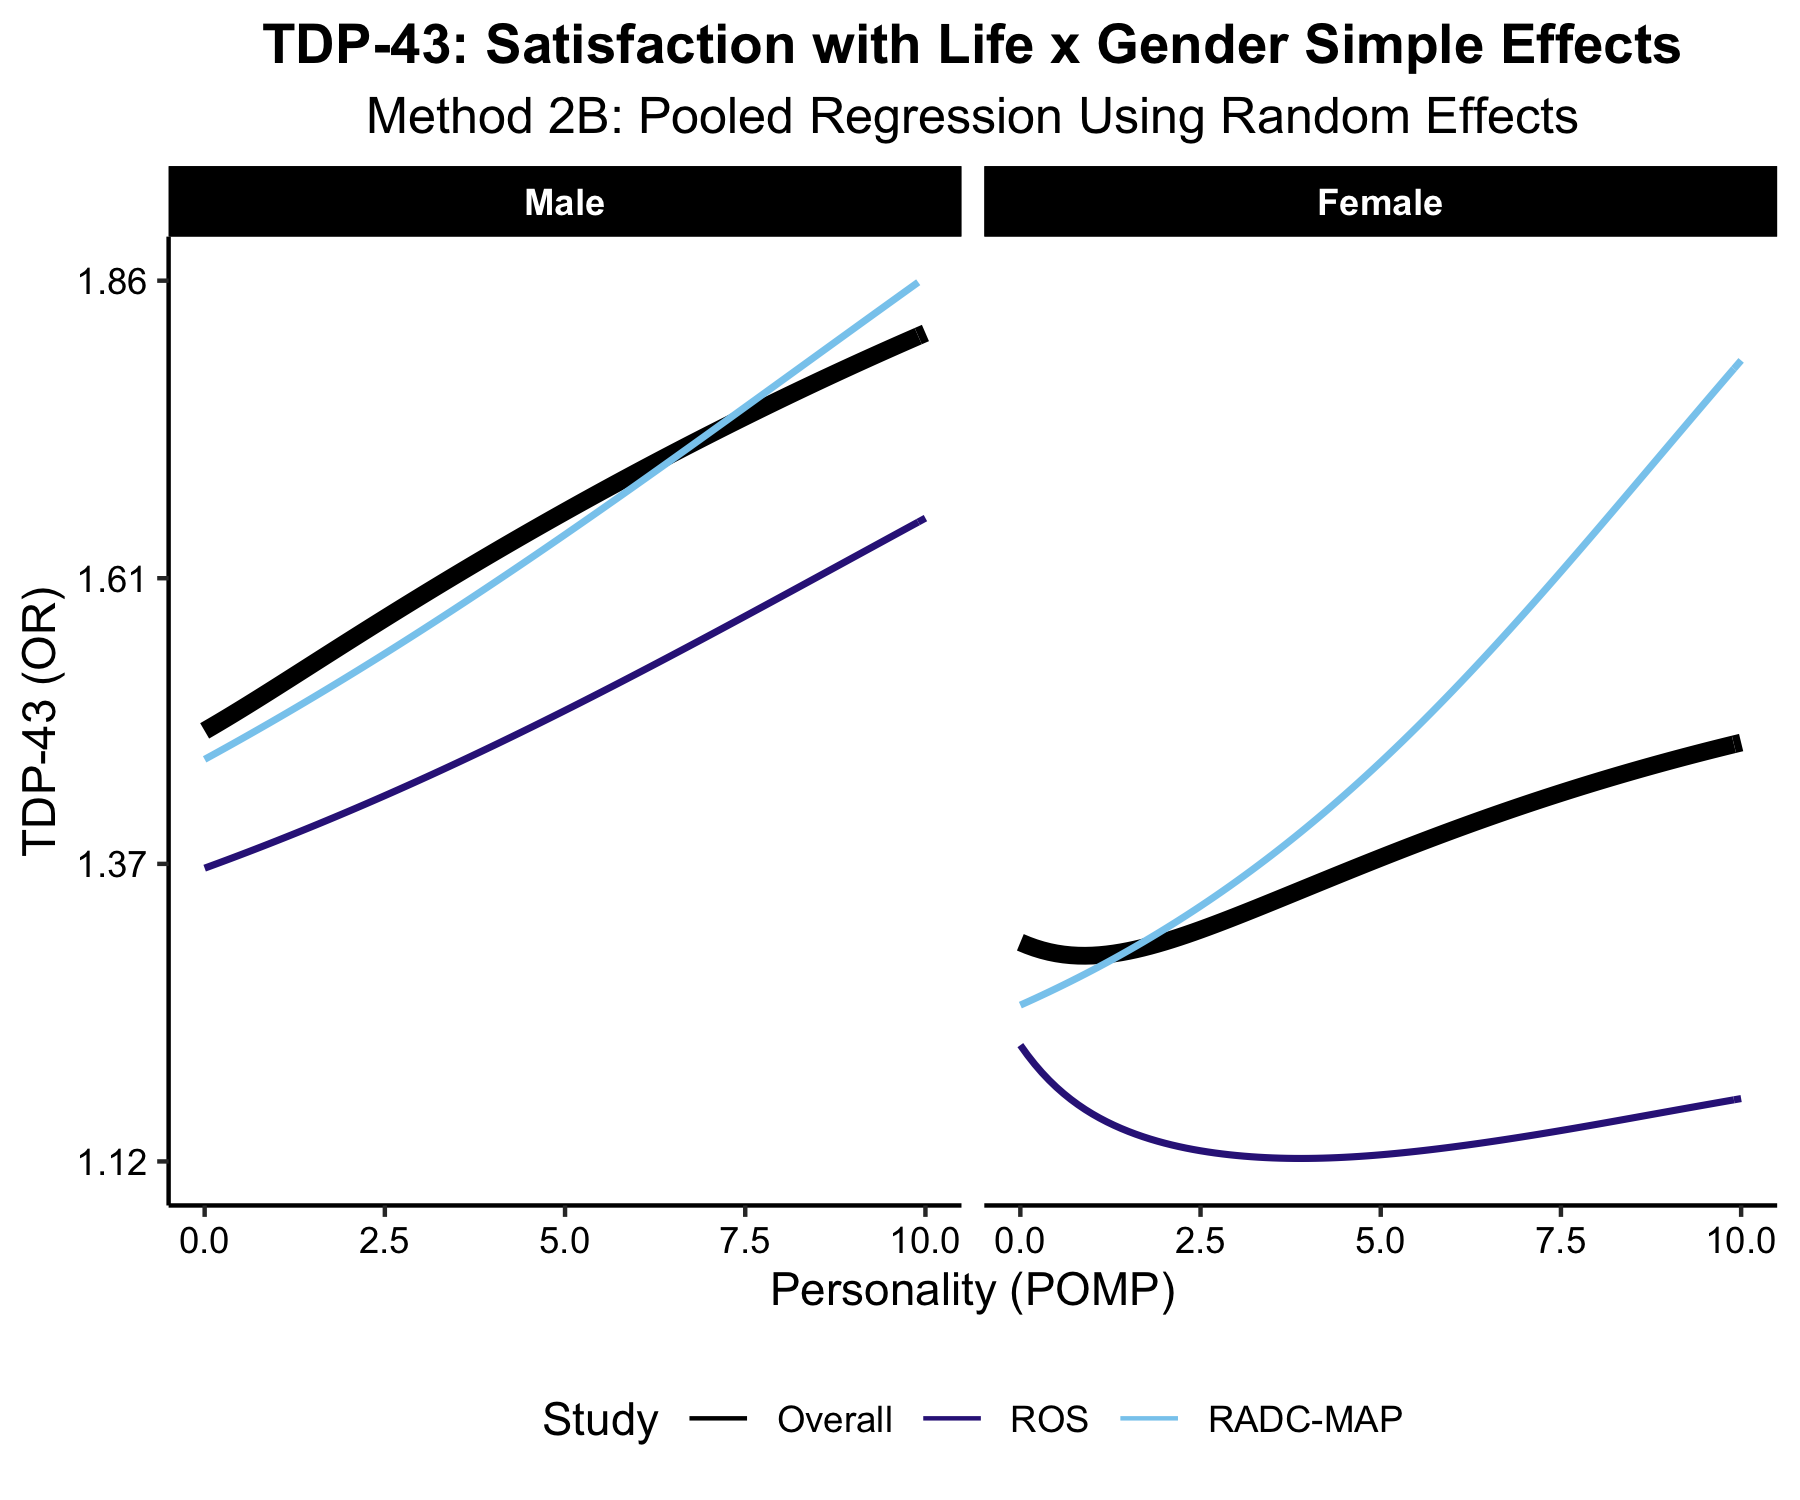 TDP-43: Satisfaction with Life x Gender Simple Effects
Method 2B: Pooled Regression Using Random Effects
Male
Female
TDP-43 (OR)
1.86
1.61
1.37
1.12
0.0 2.5 5.0 7.5 10.0
0.0 2.5 5.0 7.5 10.0
Personality (POMP)
Study Overall ROS RADC-MAP